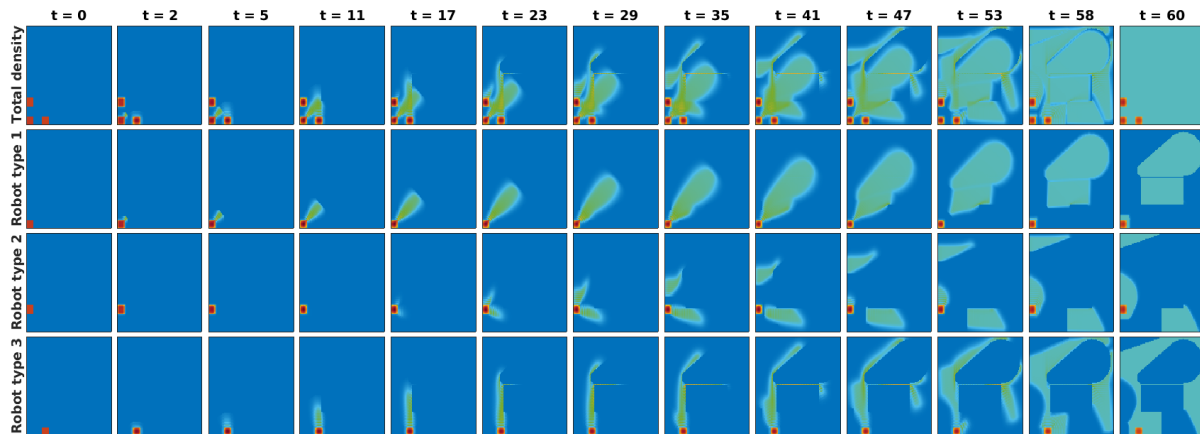 t = 0 t = 2 t = 5 t = 11 t = 17 t = 23 t = 29 t = 35 t = 41 t = 47 t = 53 t = 58 t = 60
Total density
Robot type 1
Robot type 2
Robot type 3